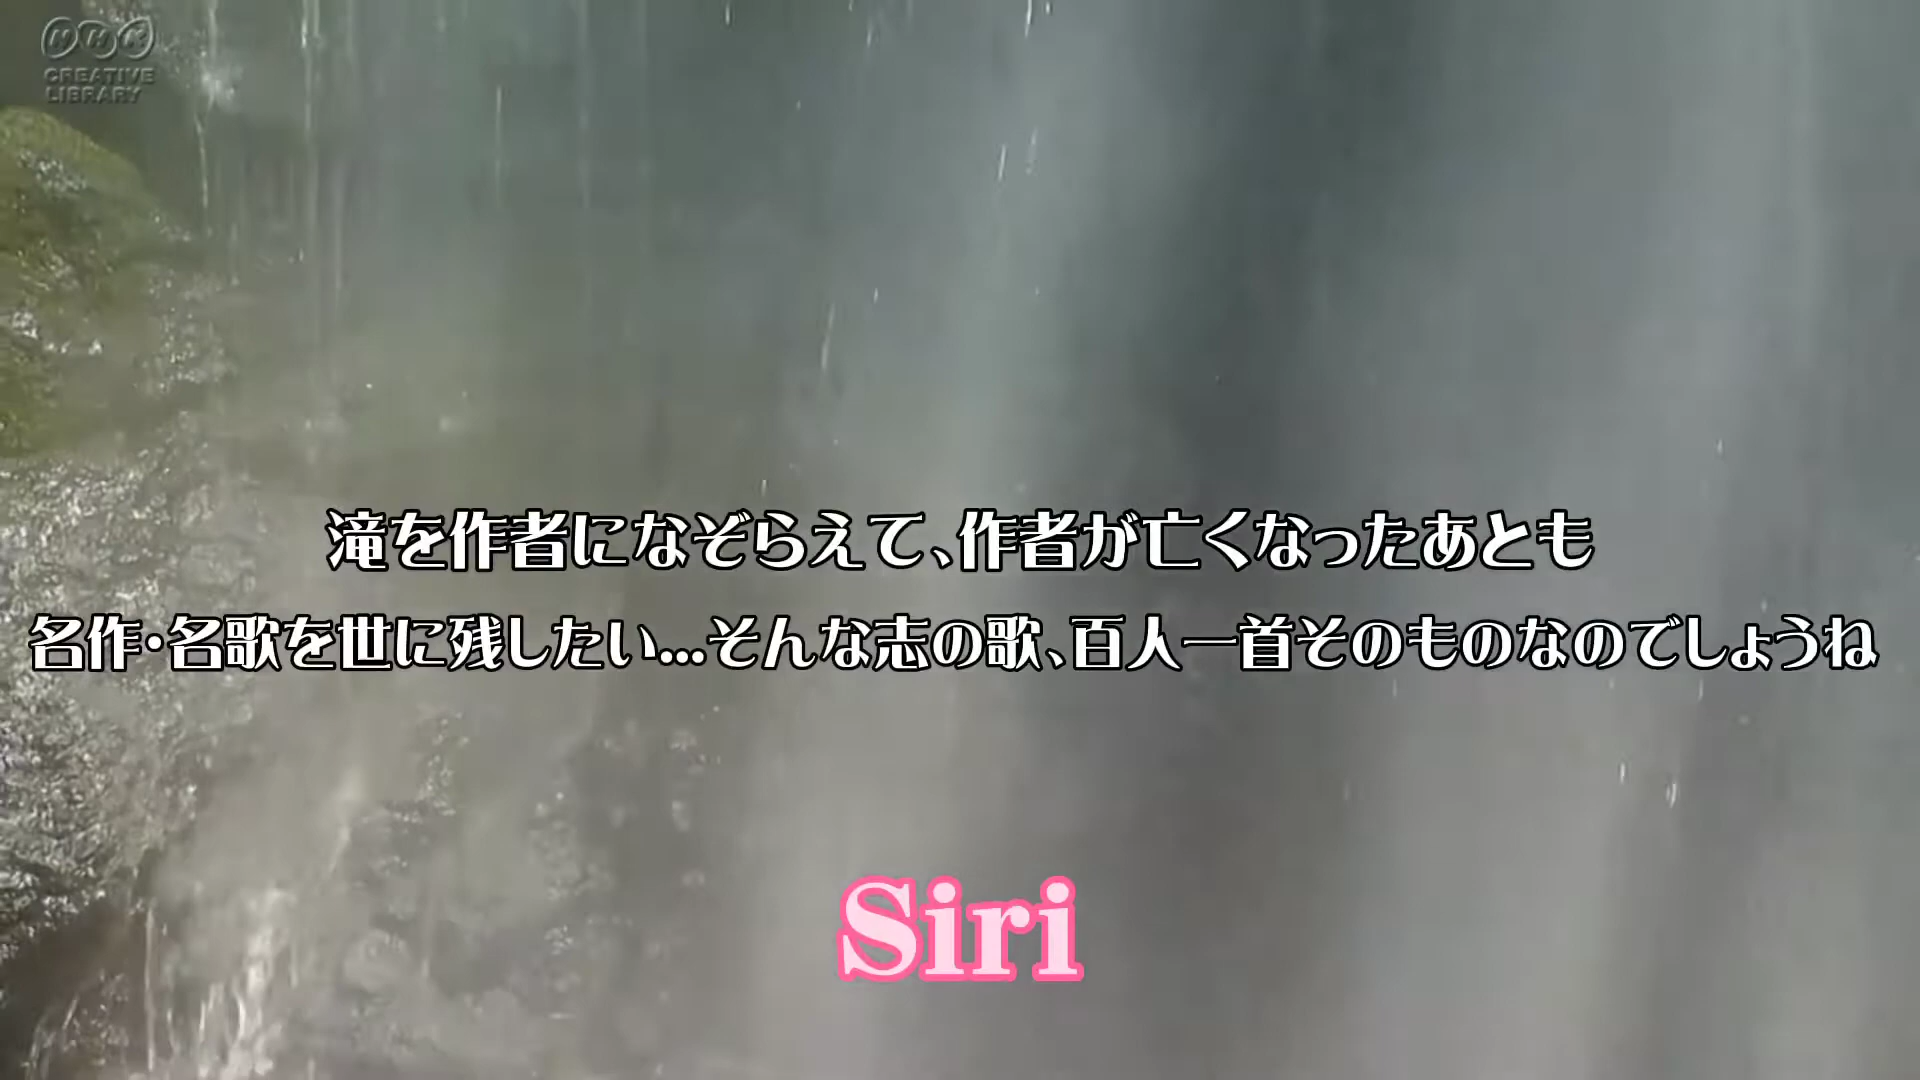 NHK
CREATIVE
LIBRARY
滝を作者になぞらえて、作者が亡くなったあとも
名作・名歌を世に残したい...そんな志の歌、百人一首そのものなのでしょうね
Siri